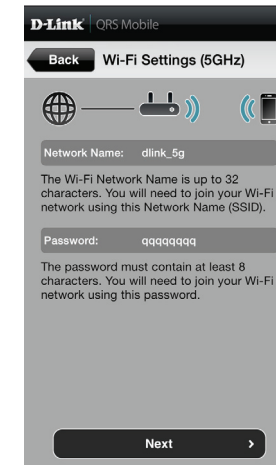 D-Link QRS Mobile
Back Wi-Fi Settings (5GHz)
Network Name: dlink_5g
The Wi-Fi Network Name is up to 32
characters. You will need to join your Wi-Fi
network using this Network Name (SSID).
Password: qqqqqqqq
The password must contain at least 8
characters. You will need to join your Wi-Fi
network using this password.
Next